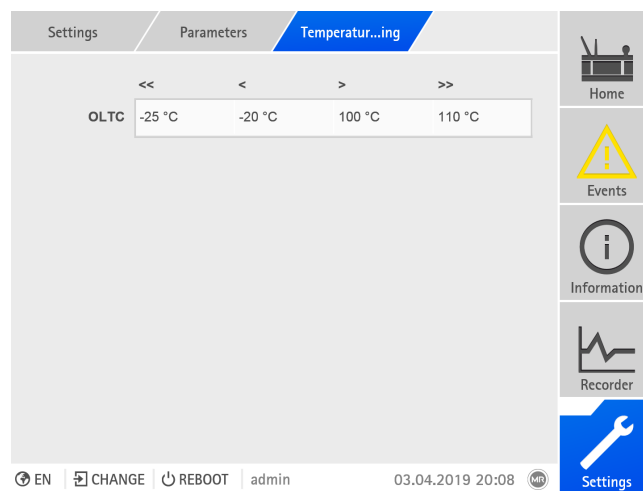 Settings
Parameters
Temperatur...ing
<< < > >>
OLTC -25 °C -20 °C 100 °C 110 °C
Home
Events
Information
Recorder
Settings
EN CHANGE REBOOT admin 03.04.2019 20:08 MR